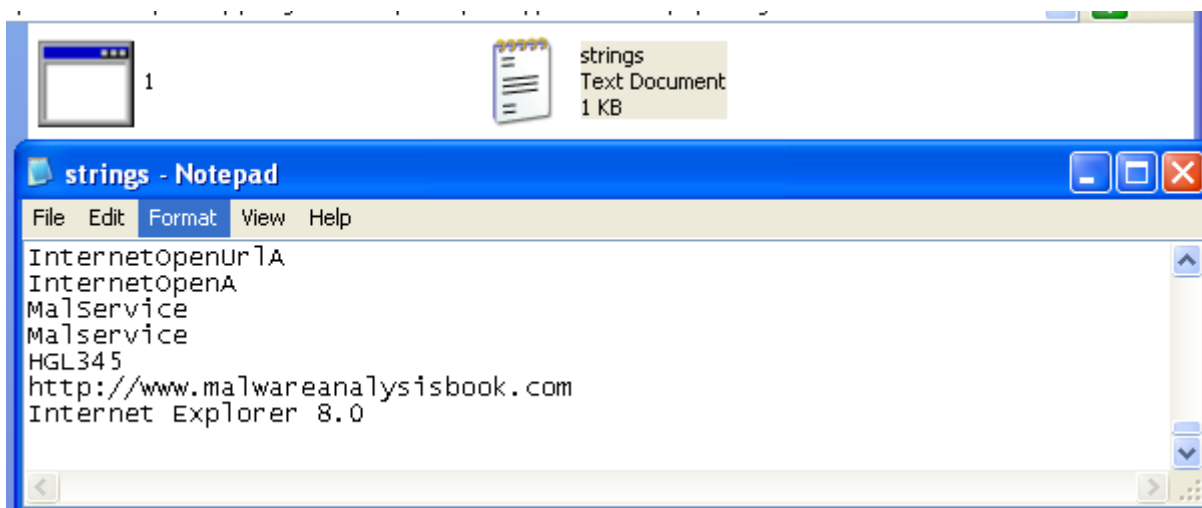 1
strings
Text Document
1 KB
strings - Notepad
File Edit Format View Help
InternetOpenUrlA
InternetOpenA
MalService
Malservice
HGL345
http://www.malwareanalysisbook.com
Internet Explorer 8.0